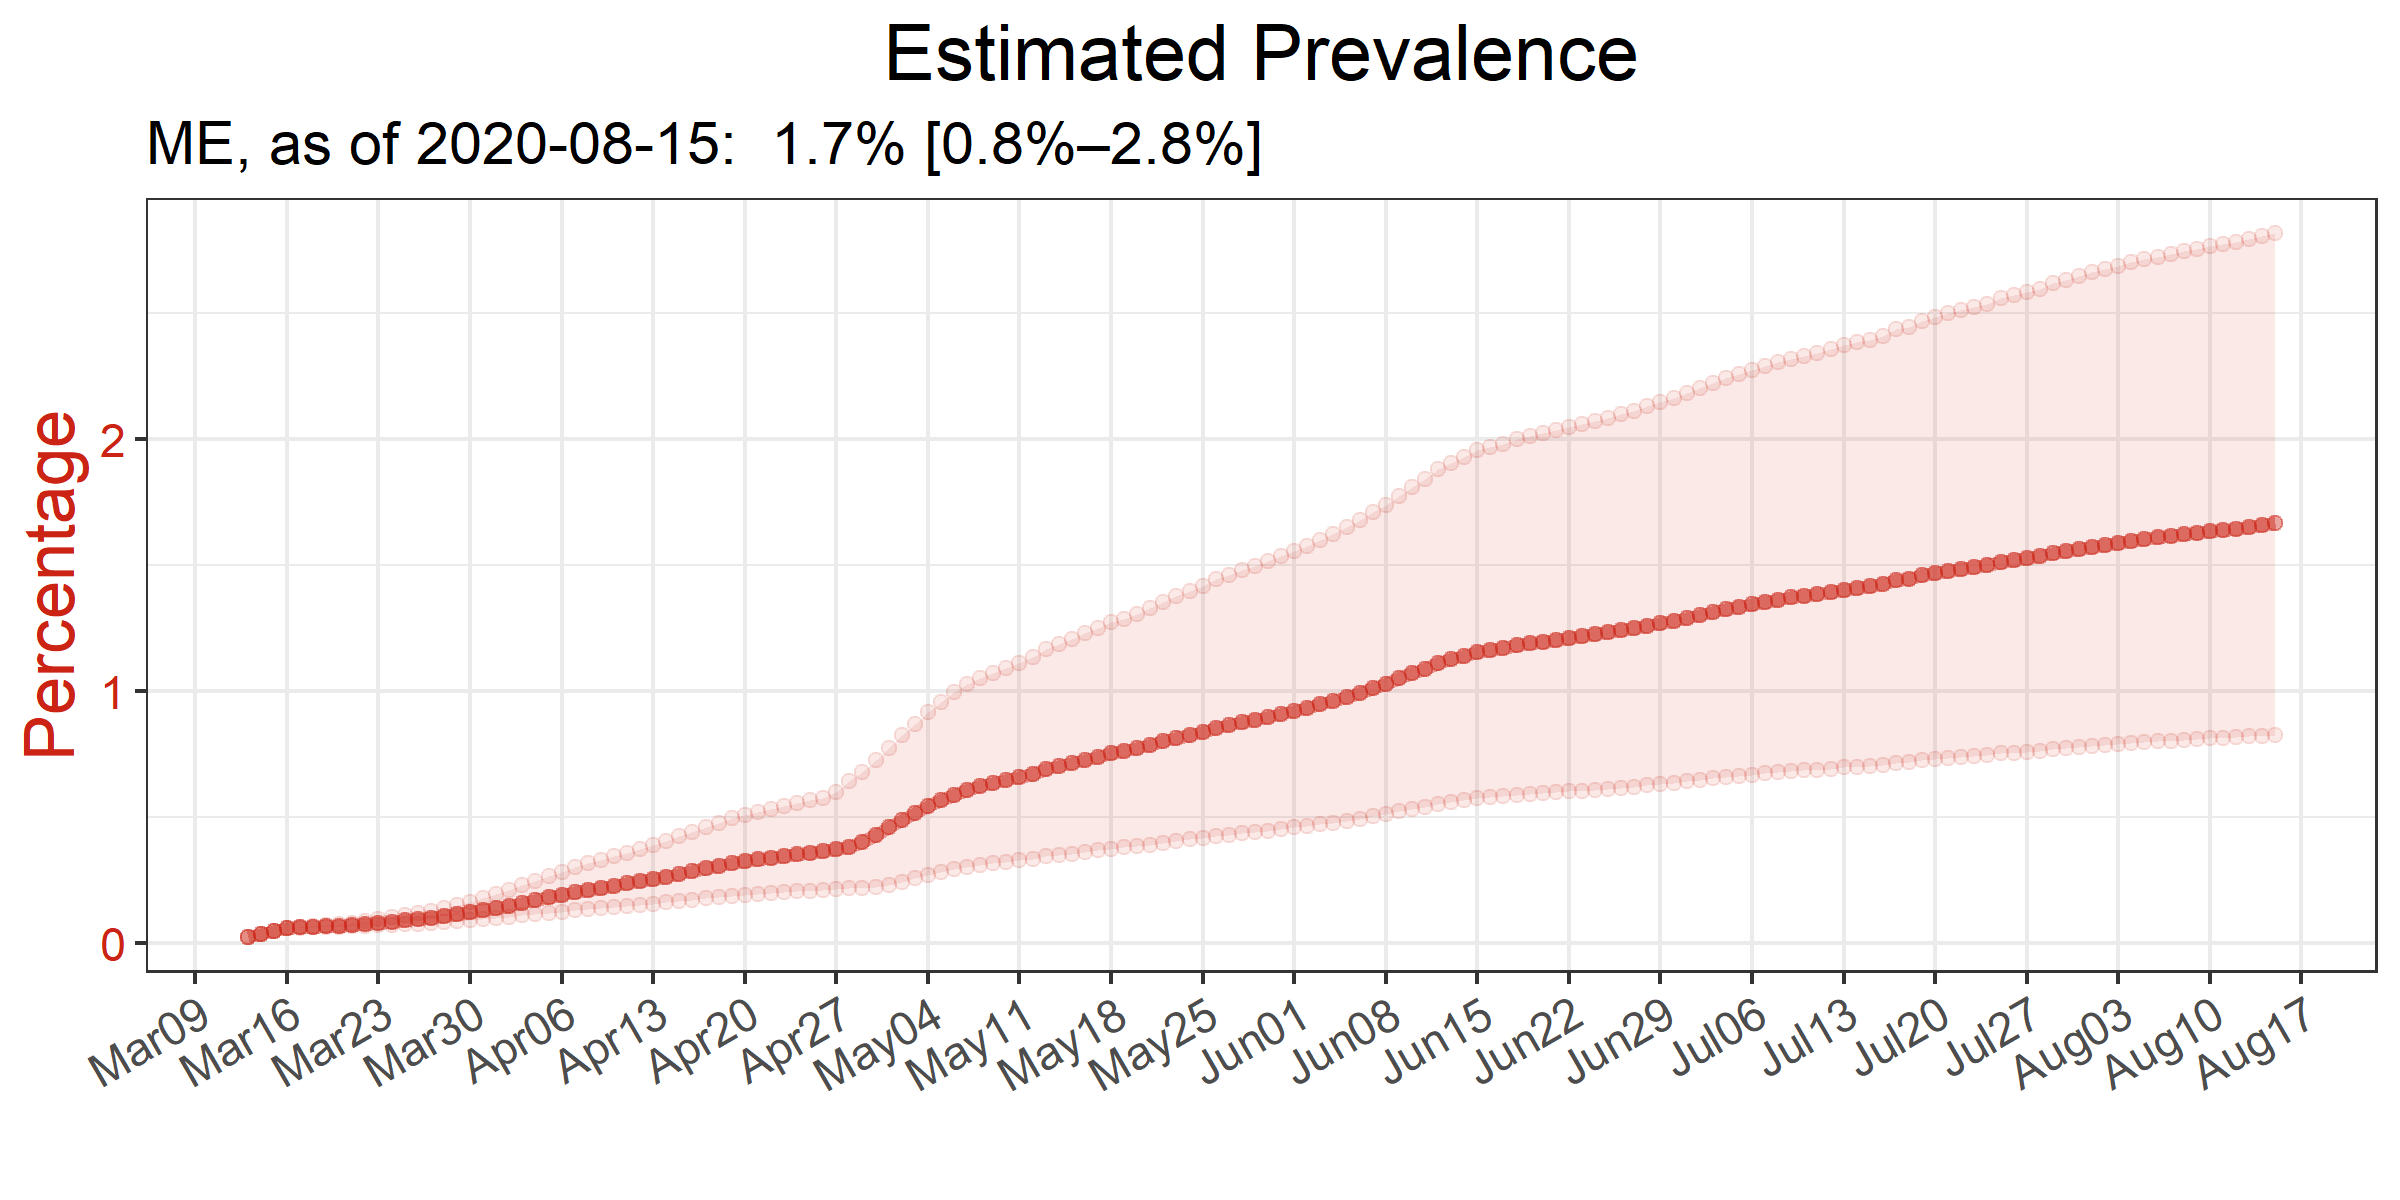 Estimated Prevalence
ME, as of 2020-08-15:  1.7% [0.8%–2.8%]
Percentage
2
1
0
Mar09
Mar16
Mar23
Mar30
Apr06
Apr13
Apr20
Apr27
May04
May11
May18
May25
Jun01
Jun08
Jun15
Jun22
Jun29
Jul06
Jul13
Jul20
Jul27
Aug03
Aug10
Aug17